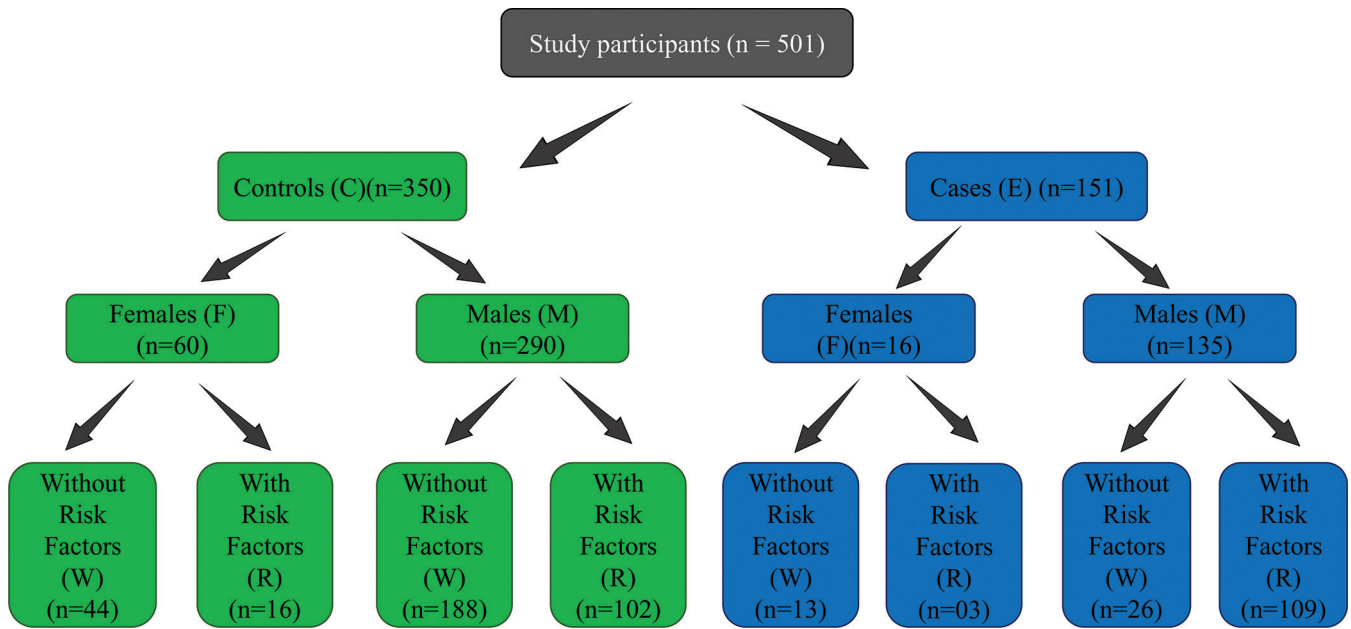 Study participants (n = 501)
Controls (C)(n=350)
Cases (E) (n=151)
Females (F)
(n=60)
Males (M)
(n=290)
Females
(F)(n=16)
Males (M)
(n=135)
Without
Risk
Factors
(W)
(n=44)
With
Risk
Factors
(R)
(n=16)
Without
Risk
Factors
(W)
(n=188)
With
Risk
Factors
(R)
(n=102)
Without
Risk
Factors
(W)
(n=13)
With
Risk
Factors
(R)
(n=03)
Without
Risk
Factors
(W)
(n=26)
With
Risk
Factors
(R)
(n=109)